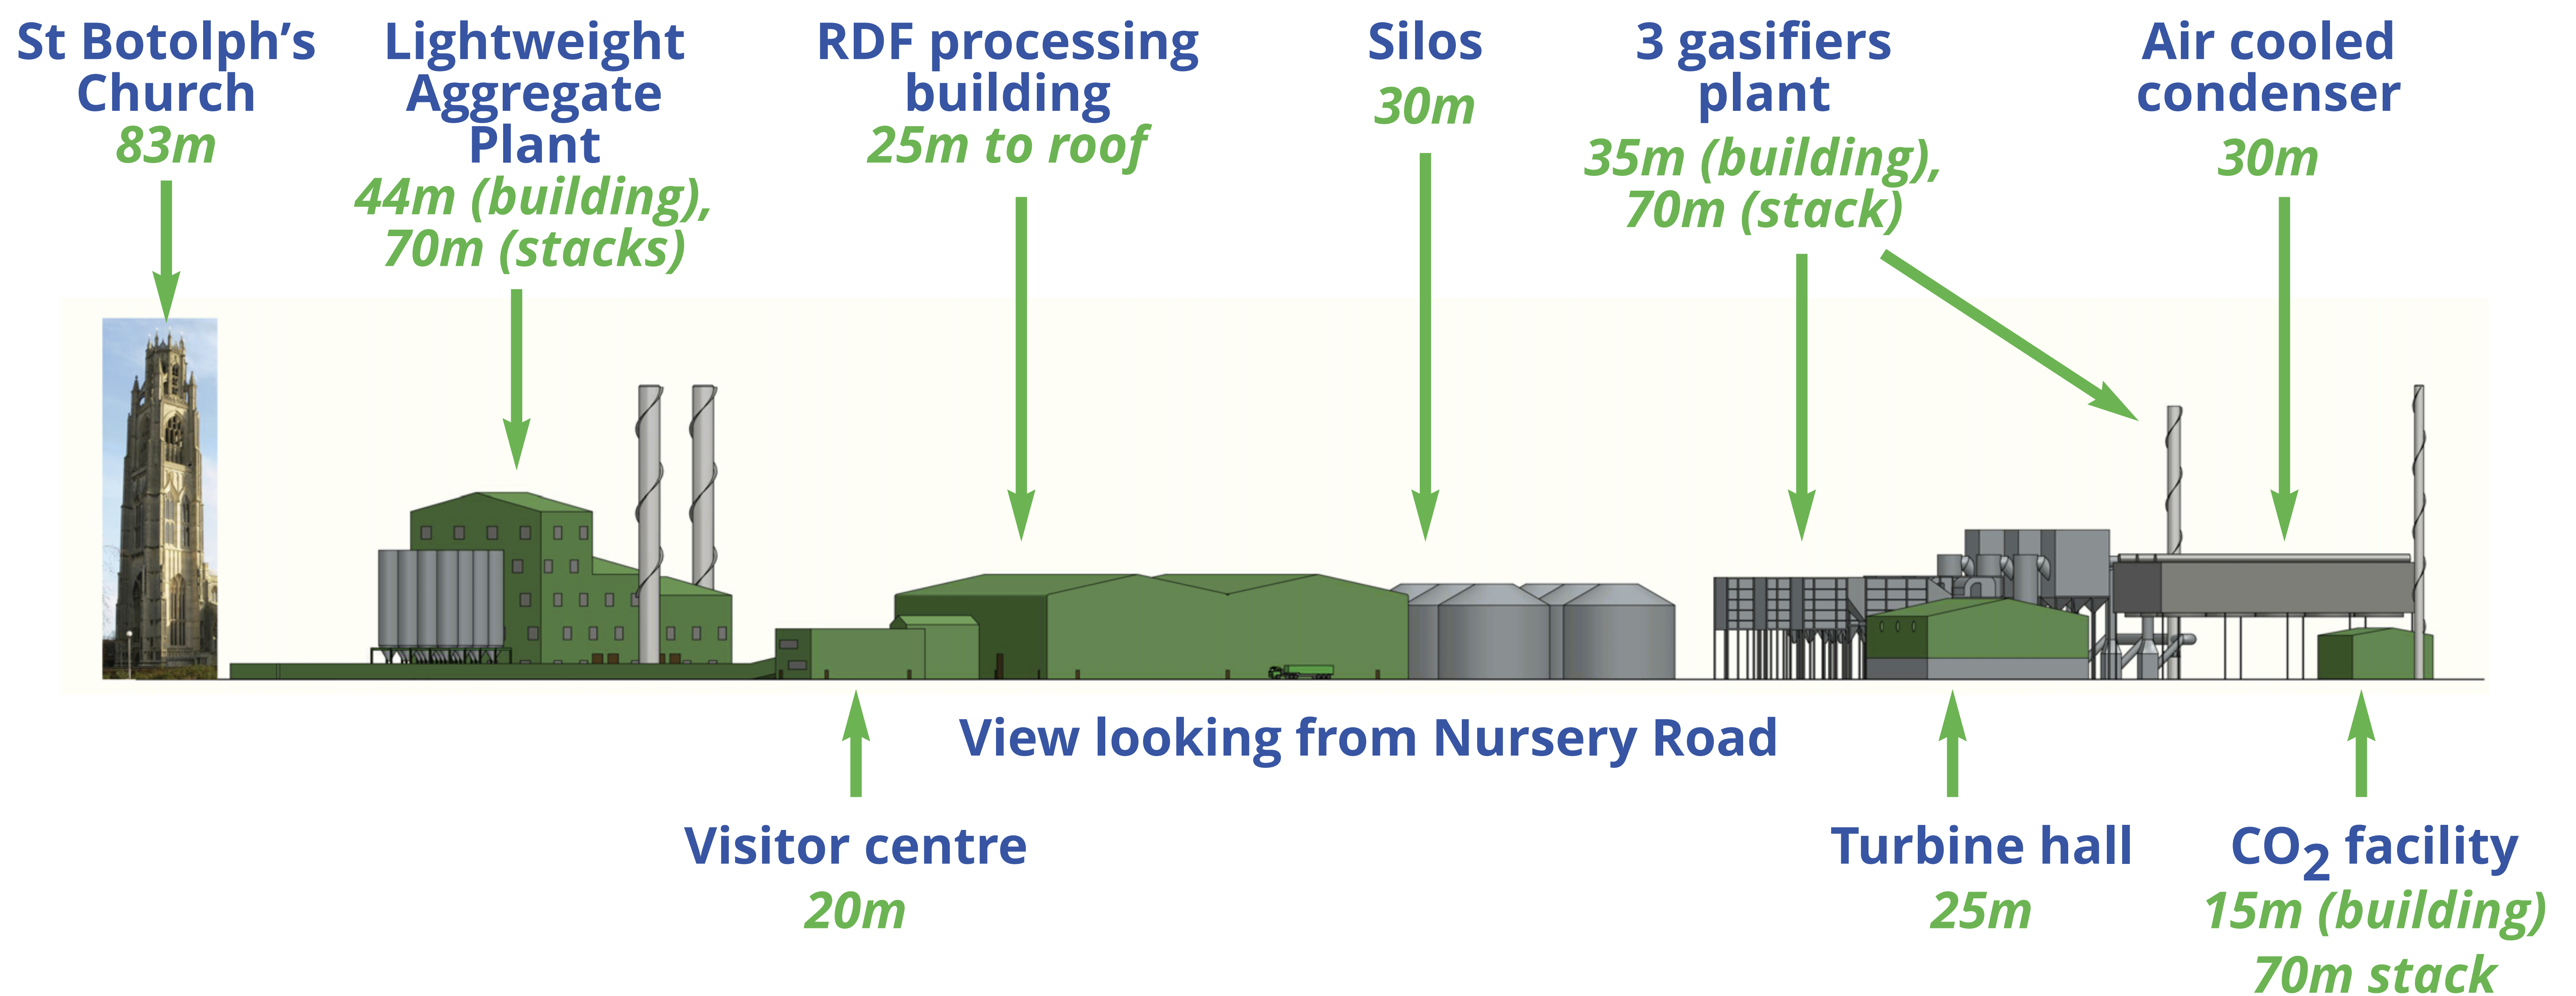 St Botolph’s
Church
83m
Lightweight
Aggregate
Plant
44m (building),
70m (stacks)
RDF processing
building
25m to roof
Silos
30m
3 gasifiers
plant
35m (building),
70m (stack)
Air cooled
condenser
30m
View looking from Nursery Road
Visitor centre
20m
Turbine hall
25m
CO2 facility
15m (building)
70m stack